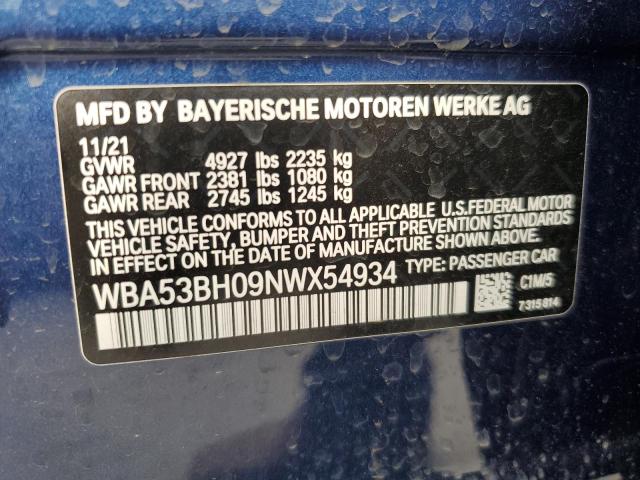 MFD BY BAYERISCHE MOTOREN WERKE AG
11/21
GVWR 4927 lbs 2235 kg
GAWR FRONT 2381 lbs 1080 kg
GAWR REAR 2745 lbs 1245 kg
THIS VEHICLE CONFORMS TO ALL APPLICABLE U.S.FEDERAL MOTOR
VEHICLE SAFETY, BUMPER AND THEFT PREVENTION STANDARDS
IN EFFECT ON THE DATE OF MANUFACTURE SHOWN ABOVE.
WBA53BH09NWX54934 TYPE: PASSENGER CAR
C1M/5
7315814